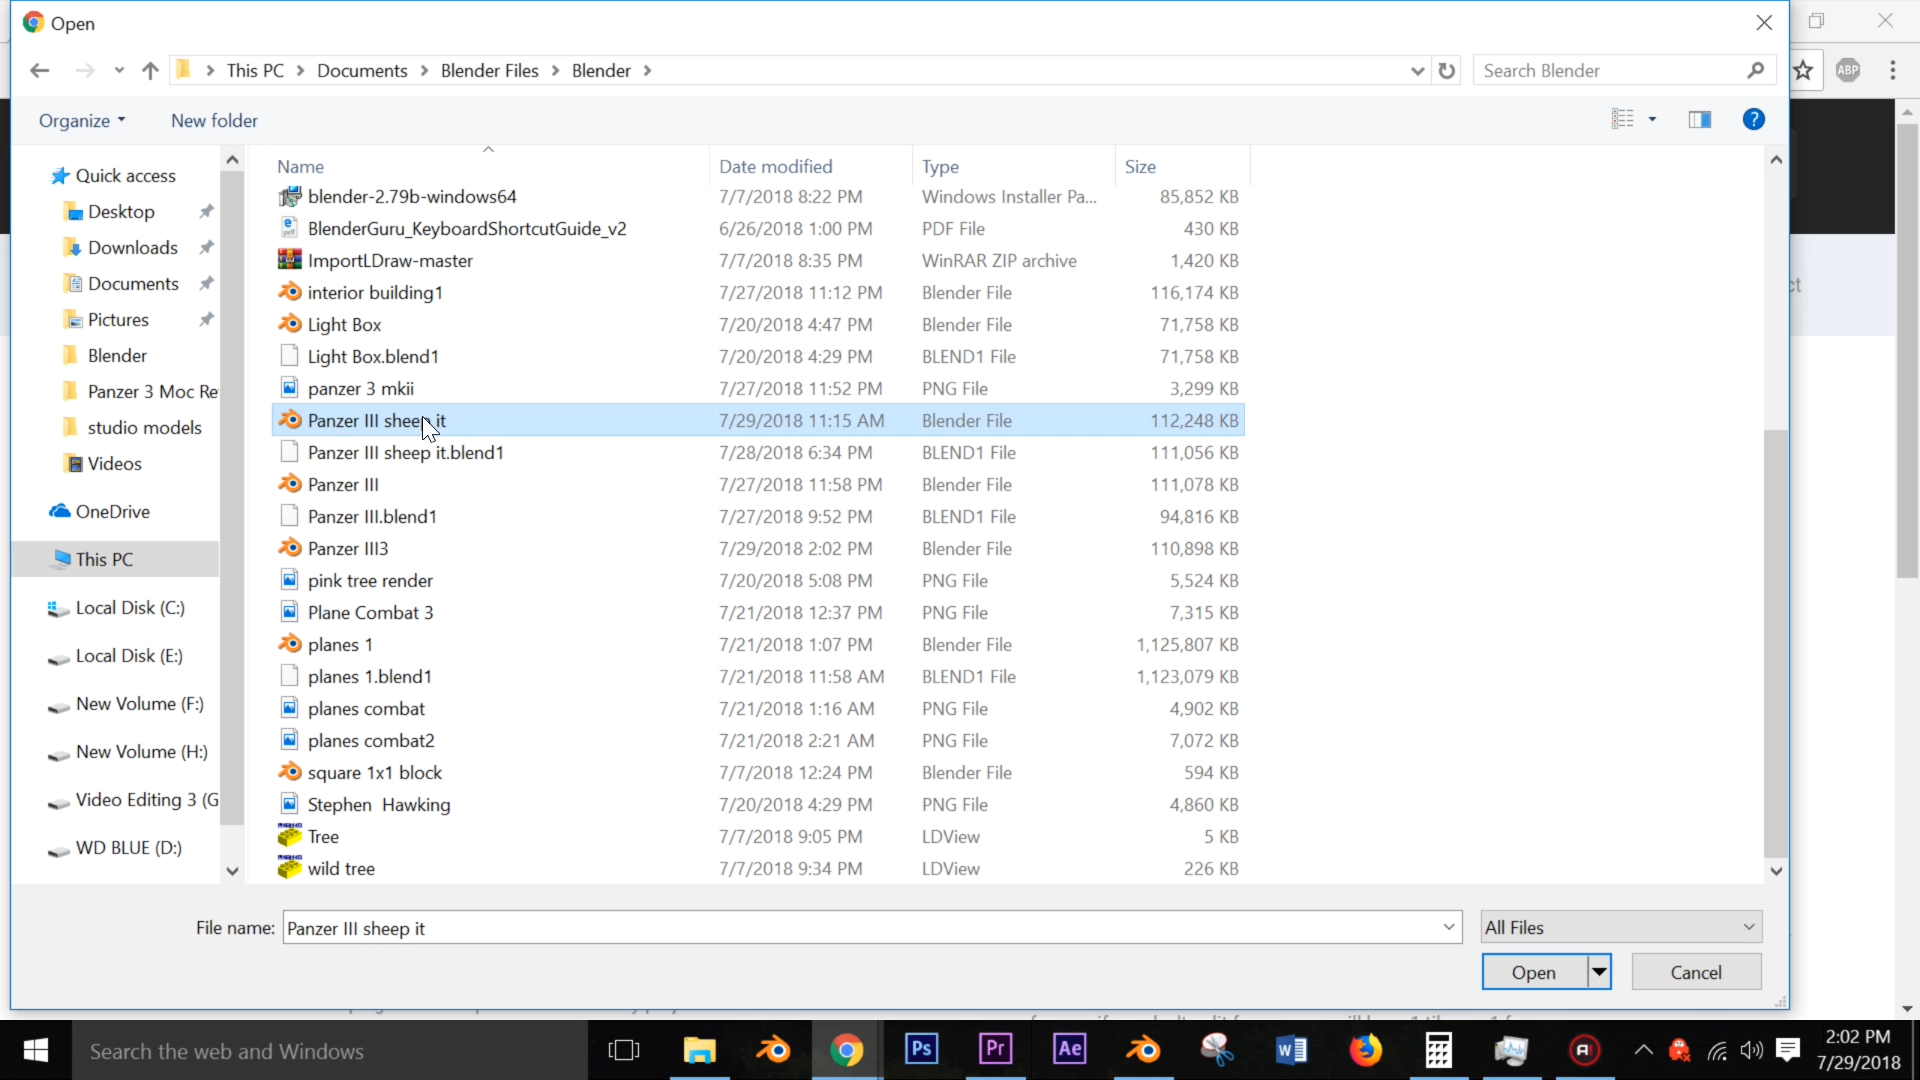 Open
This PC > Documents > Blender Files > Blender >
Search Blender
ABP
Organize
New folder
?
Quick access
Desktop
Downloads
Documents
Pictures
Blender
Panzer 3 Moc Re
studio models
Videos
OneDrive
This PC
Local Disk (C:)
Local Disk (E:)
New Volume (F:)
New Volume (H:)
Video Editing 3 (G
WD BLUE (D:)
Name Date modified Type Size
blender-2.79b-windows64 7/7/2018 8:22 PM Windows Installer Pa... 85,852 KB
BlenderGuru_KeyboardShortcutGuide_v2 6/26/2018 1:00 PM PDF File 430 KB
ImportLDraw-master 7/7/2018 8:35 PM WinRAR ZIP archive 1,420 KB
interior building1 7/27/2018 11:12 PM Blender File 116,174 KB
Light Box 7/20/2018 4:47 PM Blender File 71,758 KB
Light Box.blend1 7/20/2018 4:29 PM BLEND1 File 71,758 KB
panzer 3 mkii 7/27/2018 11:52 PM PNG File 3,299 KB
Panzer III sheep it 7/29/2018 11:15 AM Blender File 112,248 KB
Panzer III sheep it.blend1 7/28/2018 6:34 PM BLEND1 File 111,056 KB
Panzer III 7/27/2018 11:58 PM Blender File 111,078 KB
Panzer III.blend1 7/27/2018 9:52 PM BLEND1 File 94,816 KB
Panzer III3 7/29/2018 2:02 PM Blender File 110,898 KB
pink tree render 7/20/2018 5:08 PM PNG File 5,524 KB
Plane Combat 3 7/21/2018 12:37 PM PNG File 7,315 KB
planes 1 7/21/2018 1:07 PM Blender File 1,125,807 KB
planes 1.blend1 7/21/2018 11:58 AM BLEND1 File 1,123,079 KB
planes combat 7/21/2018 1:16 AM PNG File 4,902 KB
planes combat2 7/21/2018 2:21 AM PNG File 7,072 KB
square 1x1 block 7/7/2018 12:24 PM Blender File 594 KB
Stephen  Hawking 7/20/2018 4:29 PM PNG File 4,860 KB
Tree 7/7/2018 9:05 PM LDView 5 KB
wild tree 7/7/2018 9:34 PM LDView 226 KB
File name: Panzer III sheep it
All Files
Open
Cancel
Search the web and Windows
Ps
Pr
Ae
2:02 PM
7/29/2018